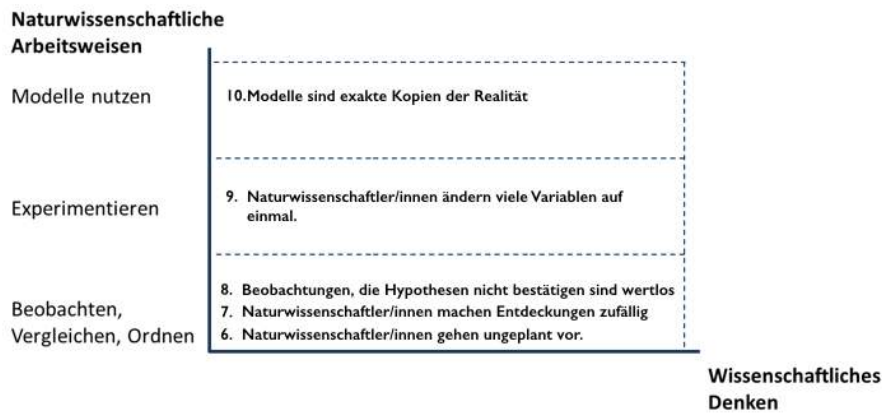 Naturwissenschaftliche
Arbeitsweisen
Modelle nutzen
10.Modelle sind exakte Kopien der Realität
Experimentieren
9. Naturwissenschaftler/innen ändern viele Variablen auf
einmal.
Beobachten,
Vergleichen, Ordnen
8. Beobachtungen, die Hypothesen nicht bestätigen sind wertlos
7. Naturwissenschaftler/innen machen Entdeckungen zufällig
6. Naturwissenschaftler/innen gehen ungeplant vor.
Wissenschaftliches
Denken